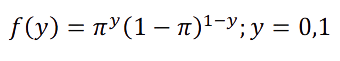 f(y) = π^y(1 − π)^{1−y}; y = 0,1